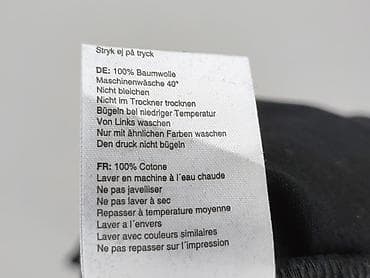 Stryk ej på tryck
DE: 100% Baumwolle
Maschinenwäsche 40°
Nicht bleichen
Nicht im Trockner trocknen
Bügeln bei niedriger Temperatur
Von Links waschen
Nur mit ähnlichen Farben waschen
Den druck nicht bügeln
FR: 100% Cotone
Laver en machine à l´eau chaude
Ne pas javelliser
Ne pas laver à sec
Repasser à temperature moyenne
Laver a l´envers
Laver avec couleurs similaires
Ne pas repasser sur l´impression